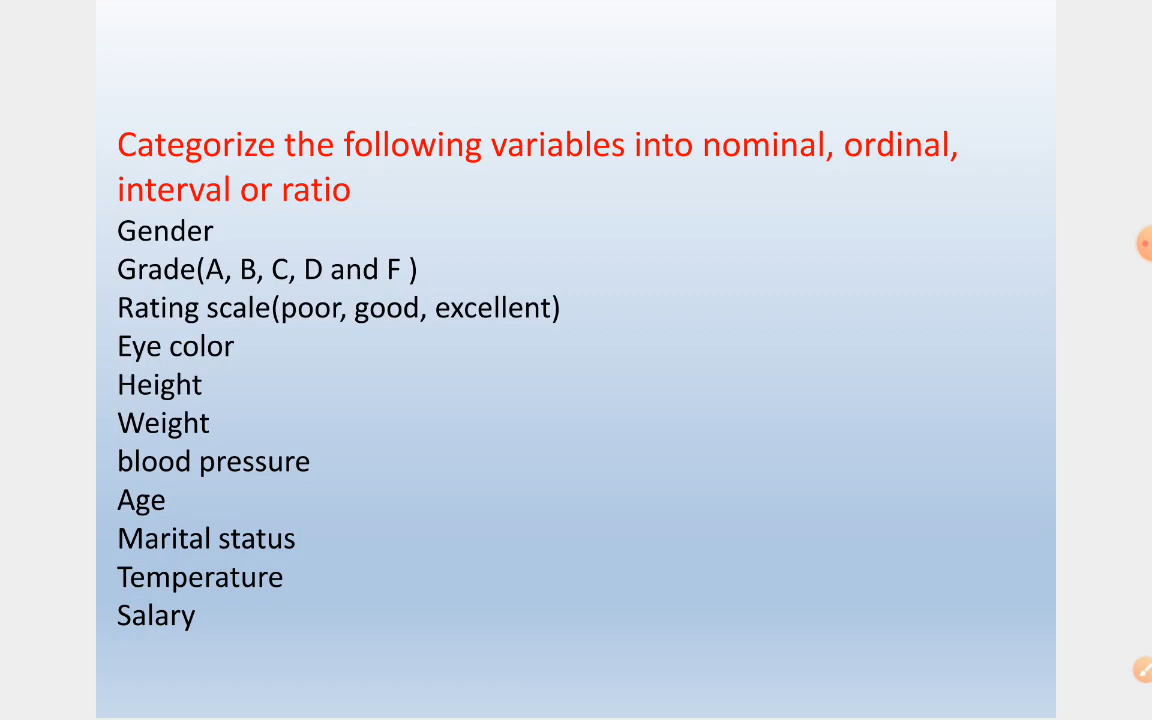 Categorize the following variables into nominal, ordinal,
interval or ratio
Gender
Grade(A, B, C, D and F )
Rating scale(poor, good, excellent)
Eye color
Height
Weight
blood pressure
Age
Marital status
Temperature
Salary